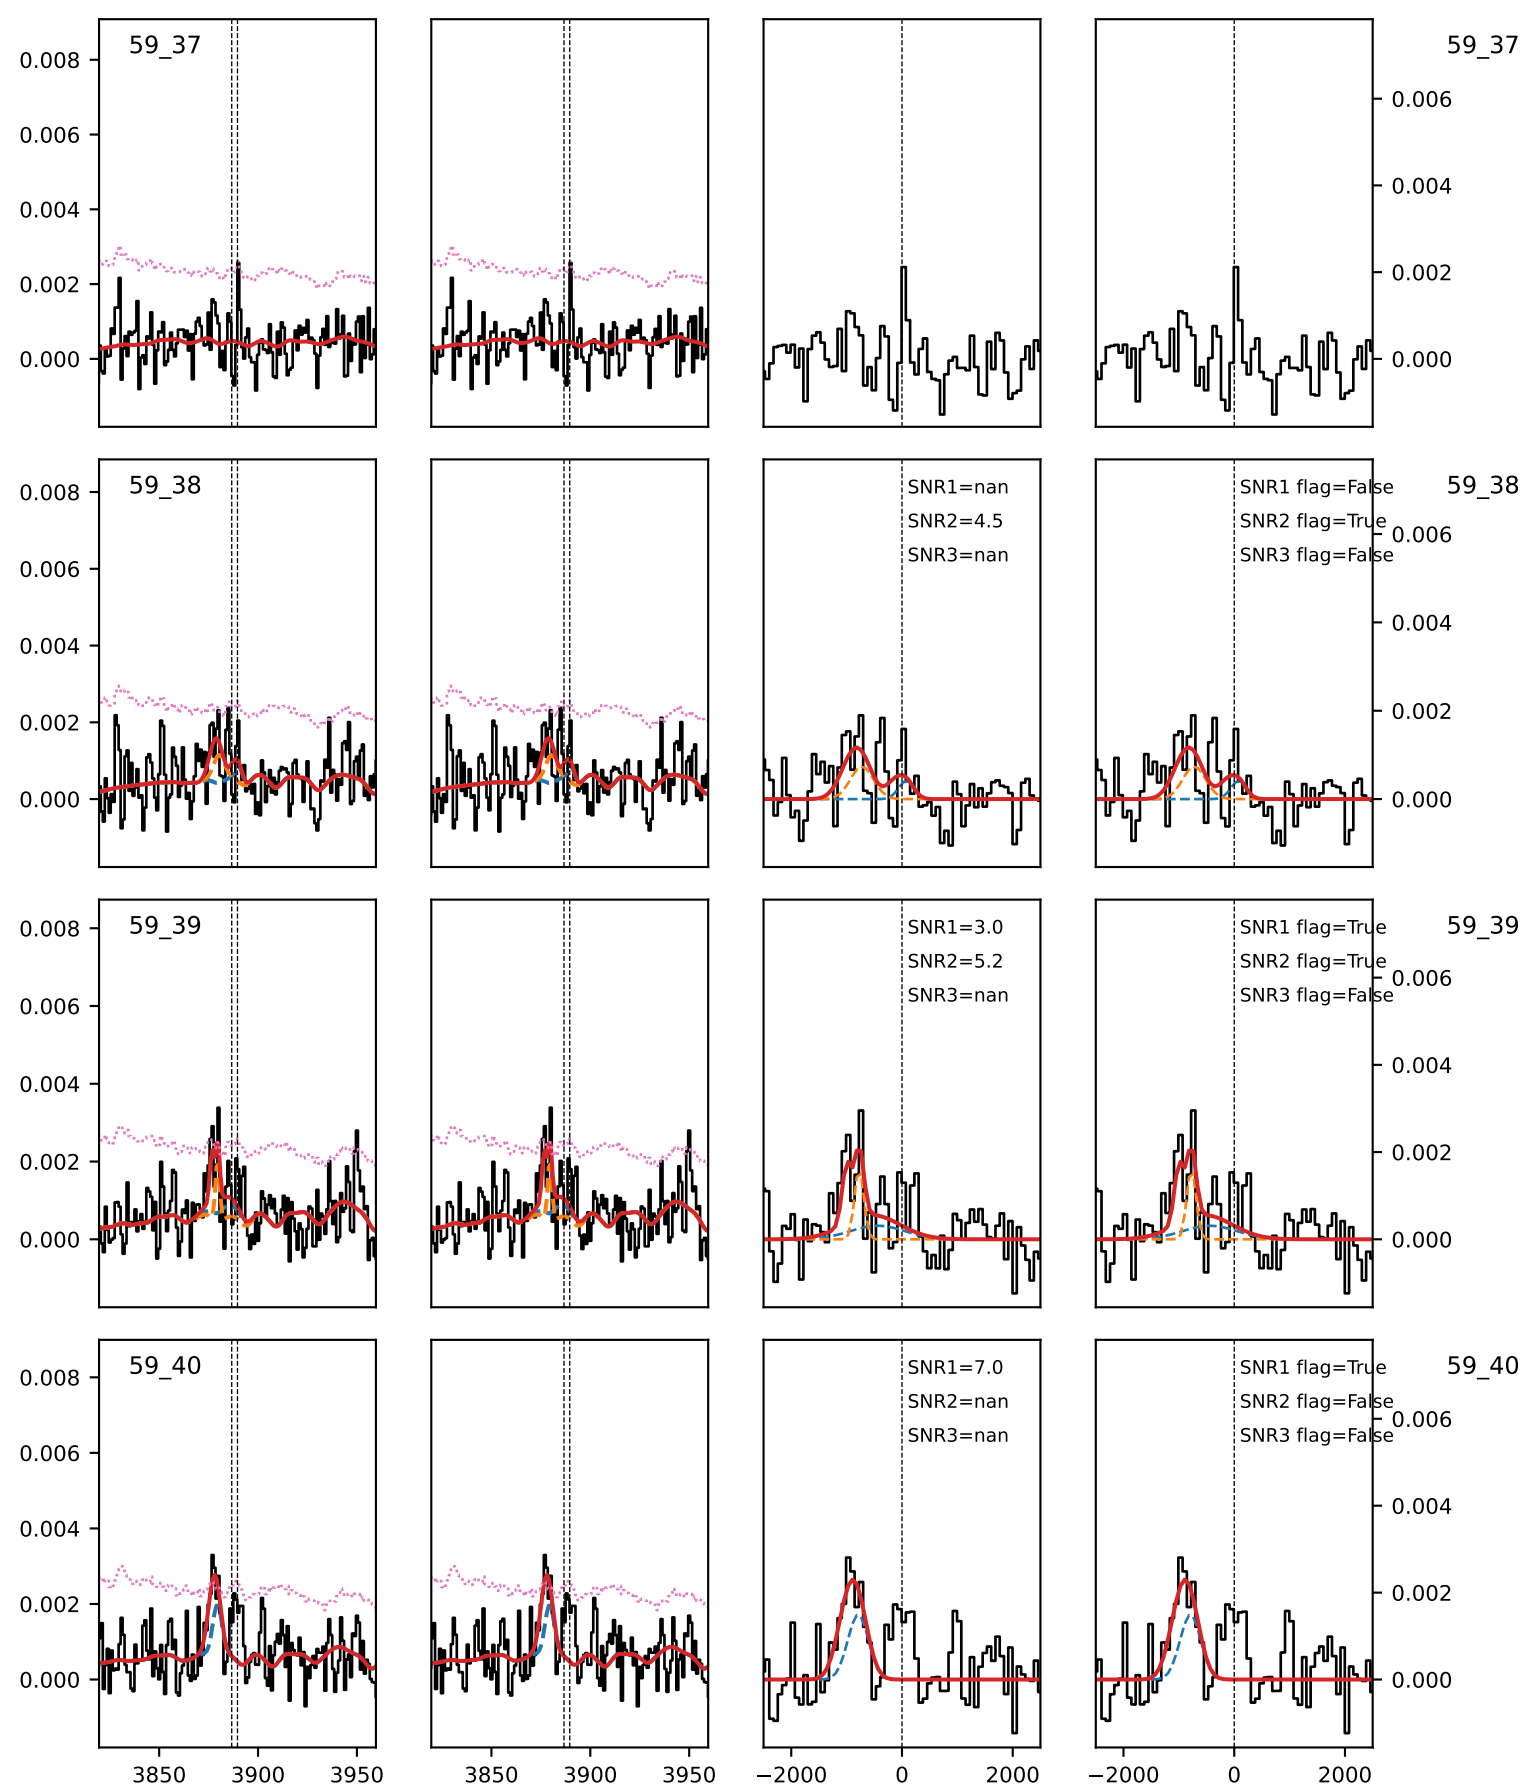 59_37
59_37
0.008
0.006
0.004
0.002
0.000
0.006
0.004
0.002
0.000
59_38
SNR1=nan
SNR2=4.5
SNR3=nan
SNR1 flag=False
SNR2 flag=True
SNR3 flag=False
59_38
0.008
0.006
0.004
0.002
0.000
0.006
0.004
0.002
0.000
59_39
SNR1=3.0
SNR2=5.2
SNR3=nan
SNR1 flag=True
SNR2 flag=True
SNR3 flag=False
59_39
0.008
0.006
0.004
0.002
0.000
0.006
0.004
0.002
0.000
59_40
SNR1=7.0
SNR2=nan
SNR3=nan
SNR1 flag=True
SNR2 flag=False
SNR3 flag=False
59_40
0.008
0.006
0.004
0.002
0.000
0.006
0.004
0.002
0.000
3850 3900 3950
3850 3900 3950
−2000 0 2000
−2000 0 2000